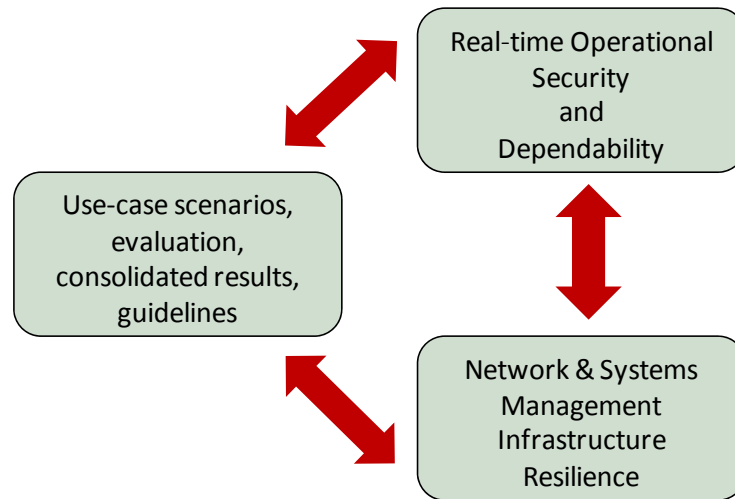 Real-time Operational
Security
and
Dependability
Use-case scenarios,
evaluation,
consolidated results,
guidelines
Network & Systems
Management
Infrastructure
Resilience